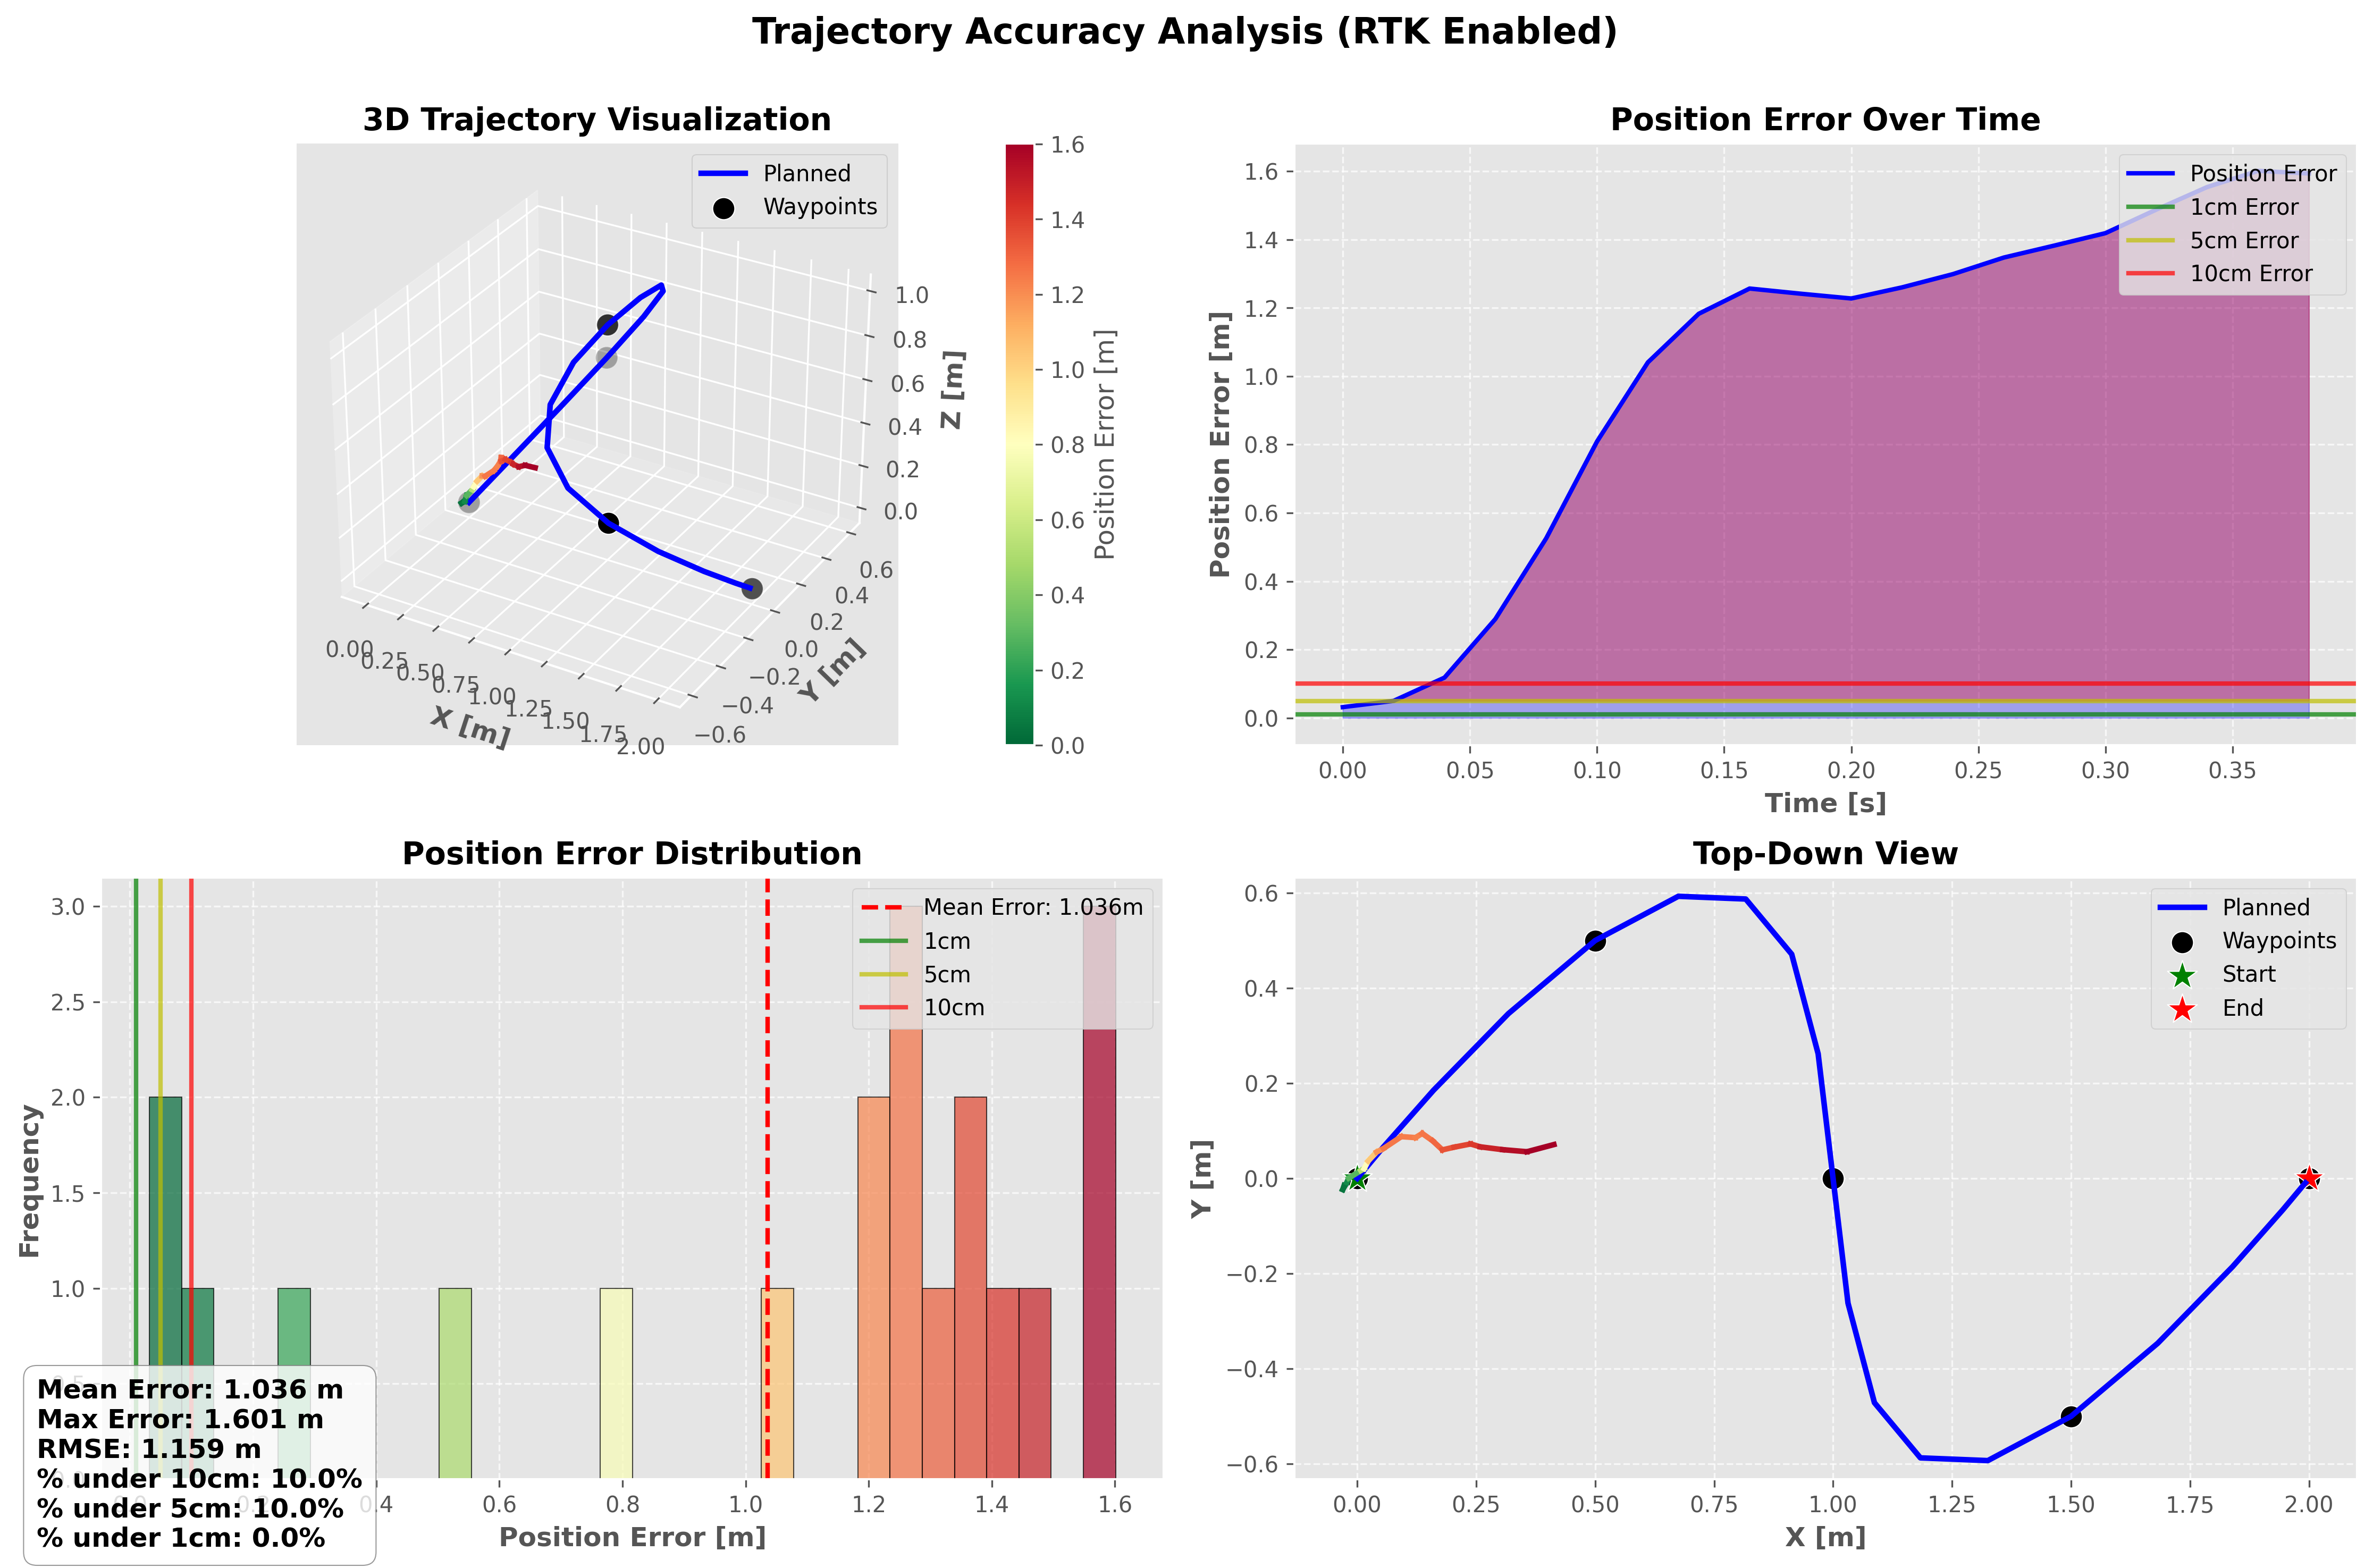 Trajectory Accuracy Analysis (RTK Enabled)
3D Trajectory Visualization
Planned
Waypoints
1.0
0.8
0.6
0.4
0.2
0.0
Z [m]
0.00
0.25
0.50
0.75
1.00
1.25
1.50
1.75
2.00
X [m]
0.6
0.4
0.2
0.0
−0.2
−0.4
−0.6
Y [m]
1.6
1.4
1.2
1.0
0.8
0.6
0.4
0.2
0.0
Position Error [m]
Position Error Over Time
Position Error
1cm Error
5cm Error
10cm Error
1.6
1.4
1.2
1.0
0.8
0.6
0.4
0.2
0.0
Position Error [m]
0.00 0.05 0.10 0.15 0.20 0.25 0.30 0.35
Time [s]
Position Error Distribution
Mean Error: 1.036m
1cm
5cm
10cm
3.0
2.5
2.0
1.5
1.0
Frequency
0.2 0.4 0.6 0.8 1.0 1.2 1.4 1.6
Position Error [m]
Mean Error: 1.036 m
Max Error: 1.601 m
RMSE: 1.159 m
% under 10cm: 10.0%
% under 5cm: 10.0%
% under 1cm: 0.0%
Top-Down View
Planned
Waypoints
Start
End
0.6
0.4
0.2
0.0
−0.2
−0.4
−0.6
Y [m]
0.00 0.25 0.50 0.75 1.00 1.25 1.50 1.75 2.00
X [m]